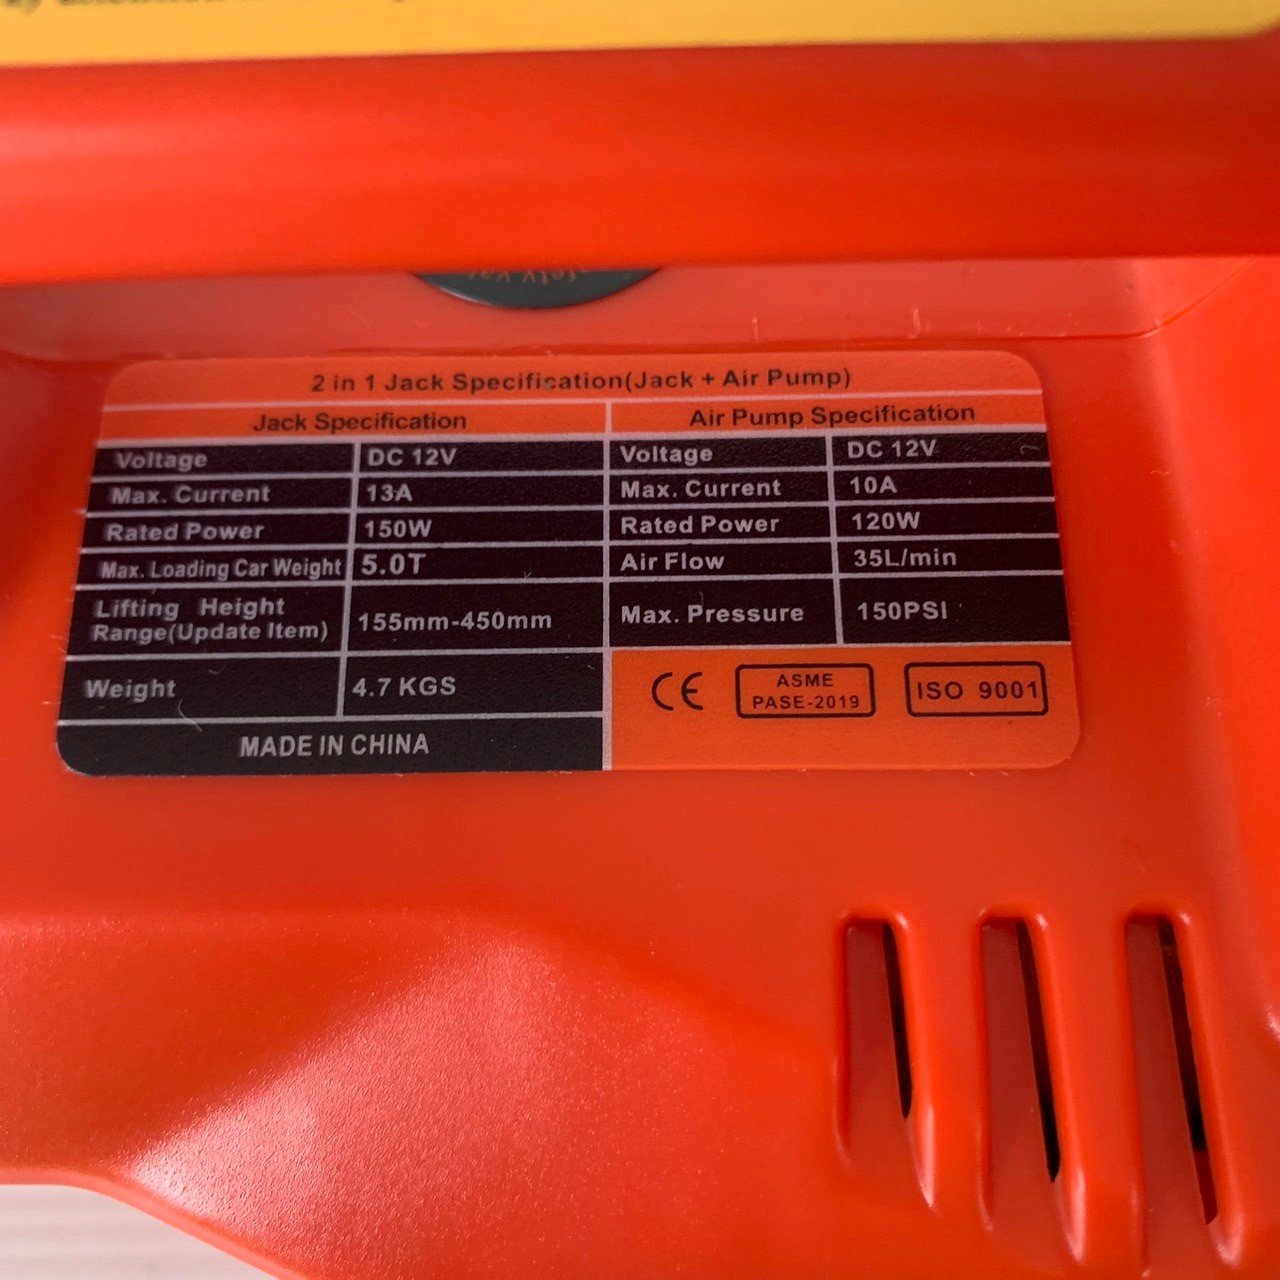 2 in 1 Jack Specification(Jack + Air Pump)
Jack Specification
Voltage DC 12V
Max. Current 13A
Rated Power 150W
Max. Loading Car Weight 5.0T
Lifting Height
Range(Update Item) 155mm-450mm
Weight 4.7 KGS
MADE IN CHINA
Air Pump Specification
Voltage DC 12V
Max. Current 10A
Rated Power 120W
Air Flow 35L/min
Max. Pressure 150PSI
CE
ASME
PASE-2019
ISO 9001